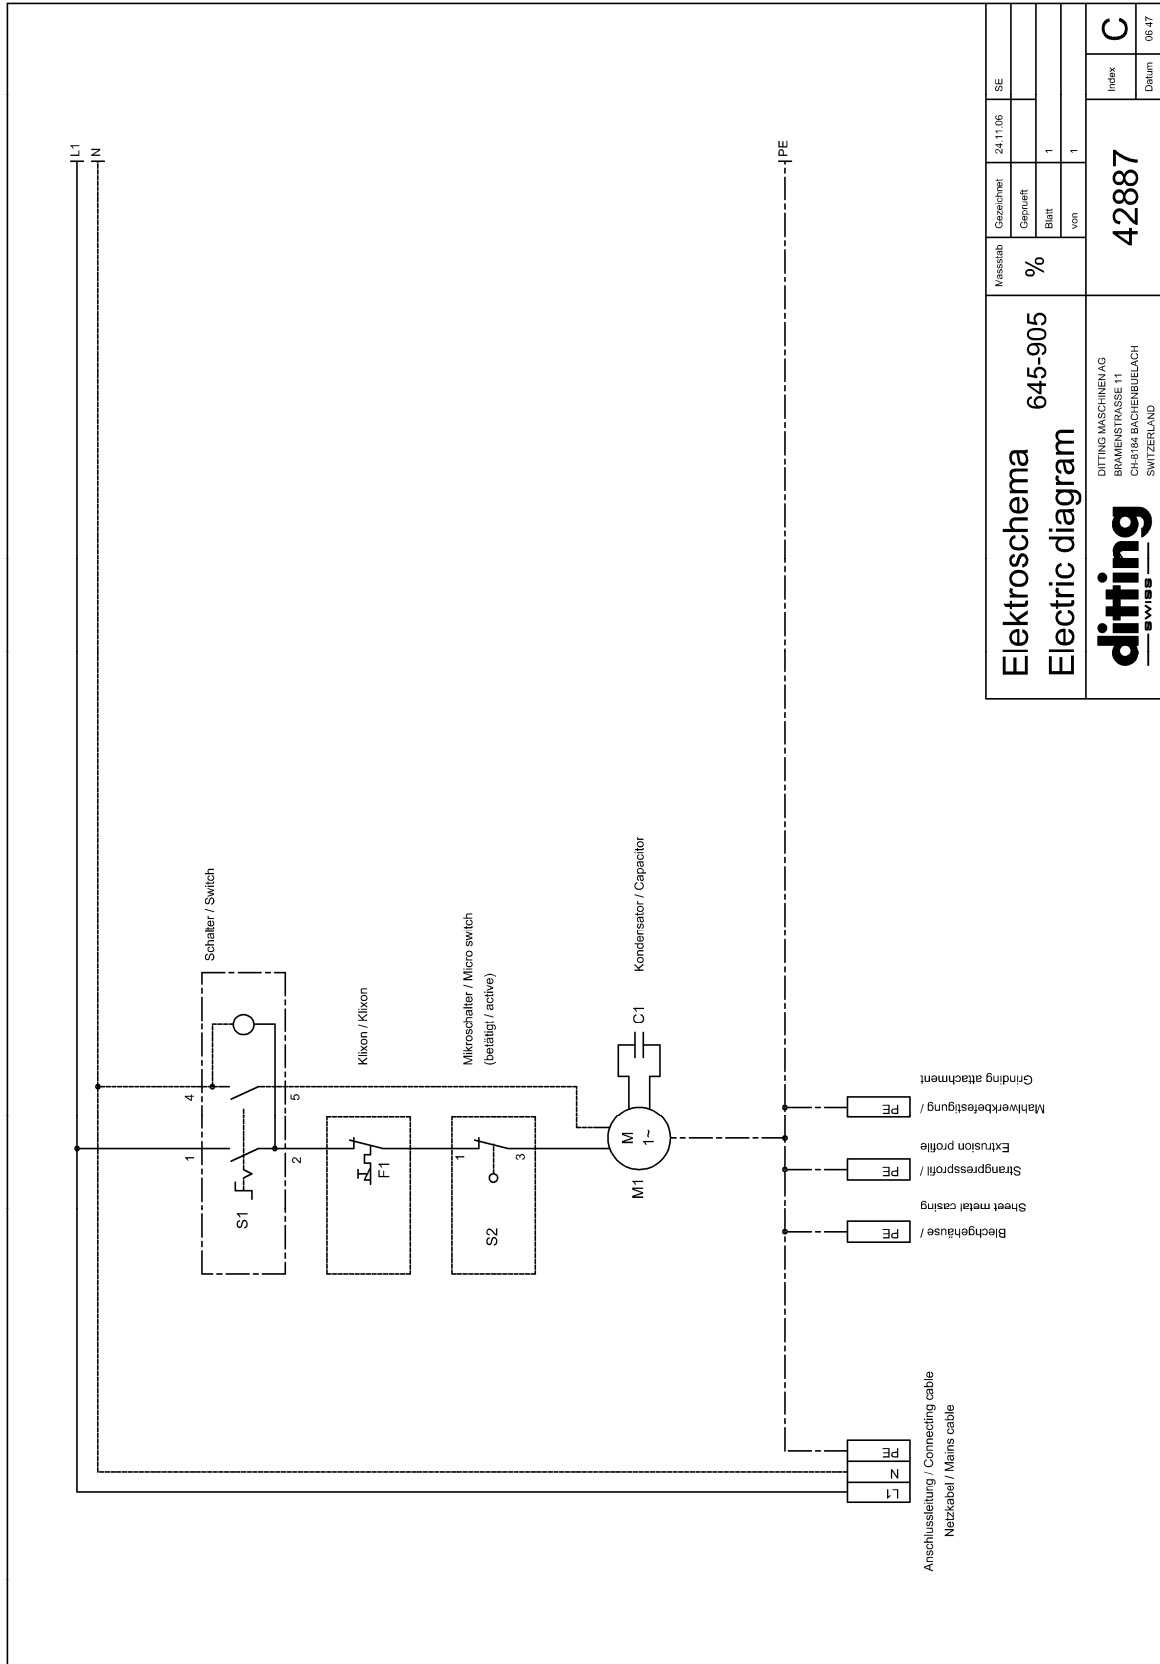 L1
N
PE
Schalter / Switch
4
5
1
2
S1
Klixon / Klixon
F1
Mikroschalter / Micro switch
(betätigt / active)
1
3
S2
Kondensator / Capacitor
C1
M
1~
M1
PE
Mahlwerkbefestigung /
Grinding attachment
PE
Strangpressprofil /
Extrusion profile
PE
Blechgehäuse /
Sheet metal casing
PE
N
L1
Anschlussleitung / Connecting cable
Netzkabel / Mains cable
Elektroschema
645-905
Electric diagram
Massstab
%
Gezeichnet
24.11.06
SE
Geprueft
Blatt
1
von
1
ditting
swiss
DITTING MASCHINEN AG
BRAMENSTRASSE 11
CH-8184 BACHENBUELACH
SWITZERLAND
42887
Index
C
Datum
06 47